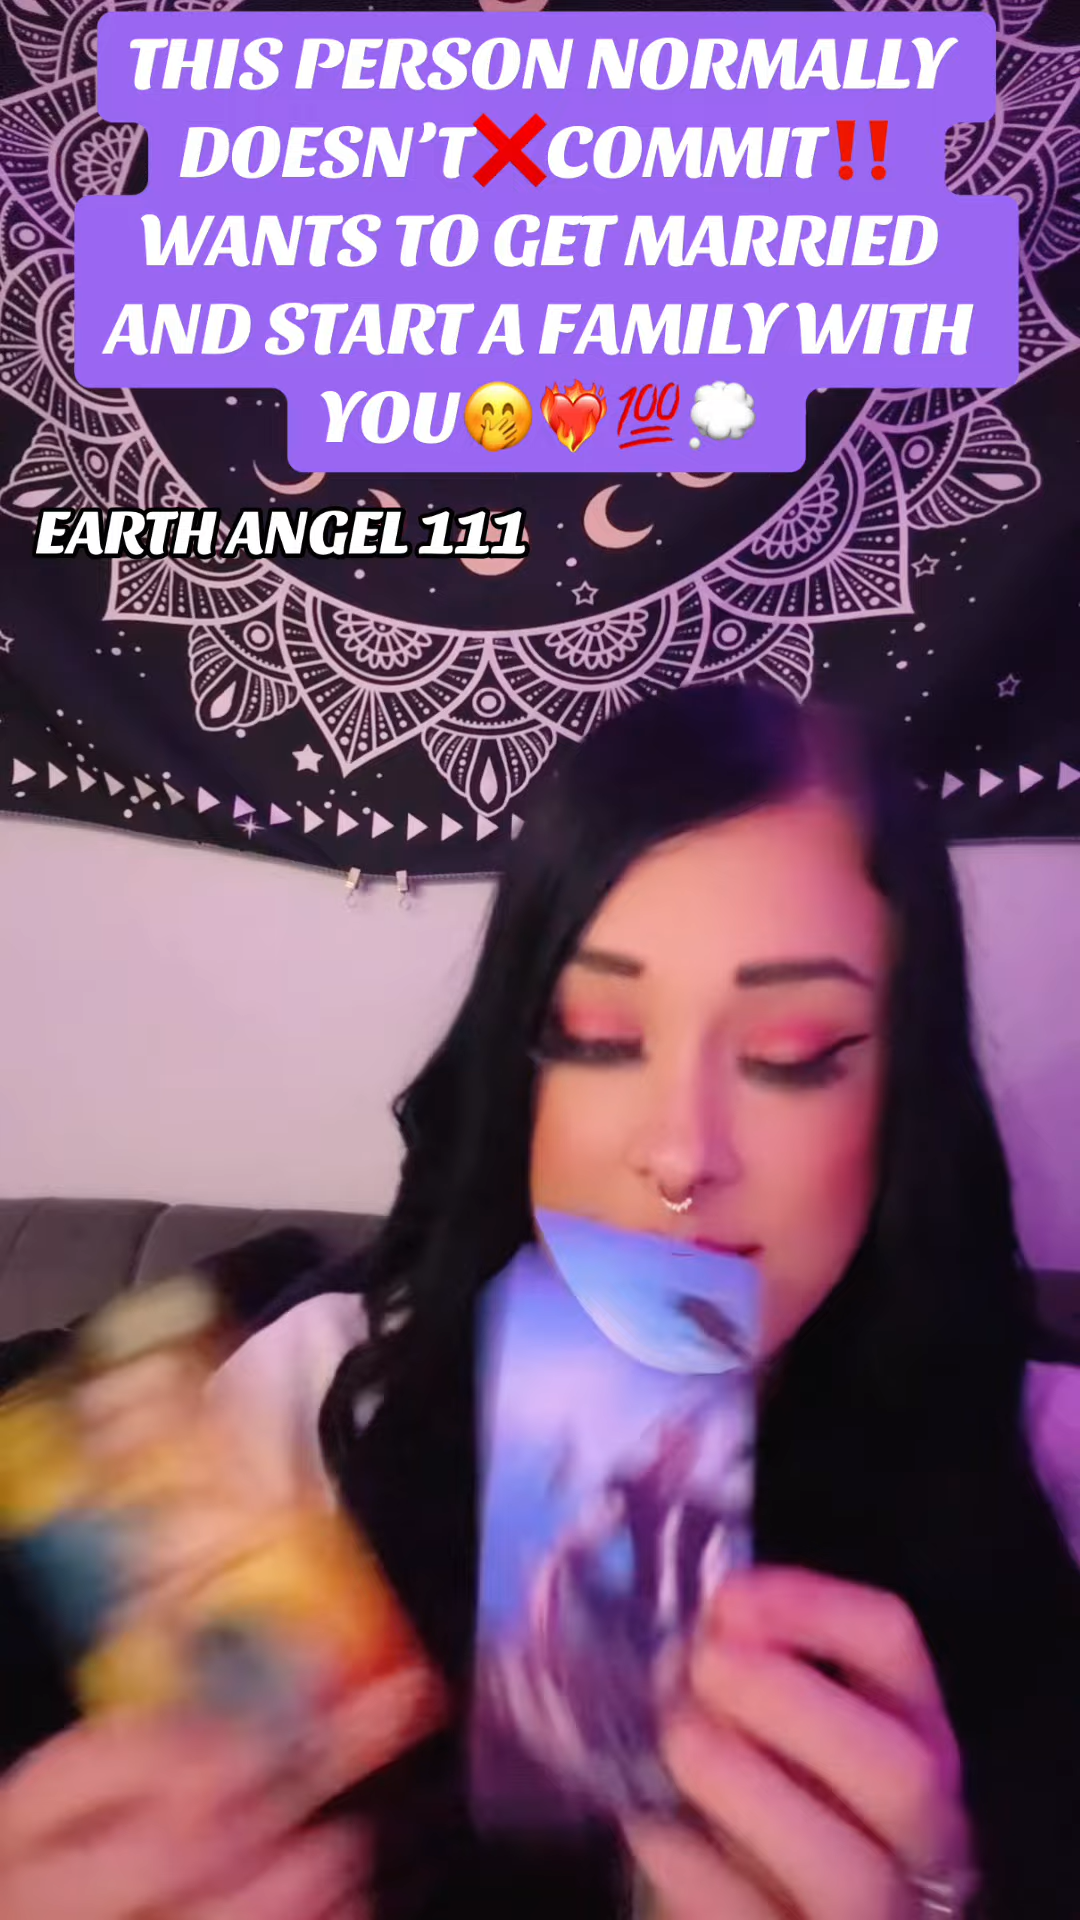 THIS PERSON NORMALLY
DOESN’T❌COMMIT‼️
WANTS TO GET MARRIED
AND START A FAMILY WITH
YOU🤭❤️‍🔥💯💭
EARTH ANGEL 111